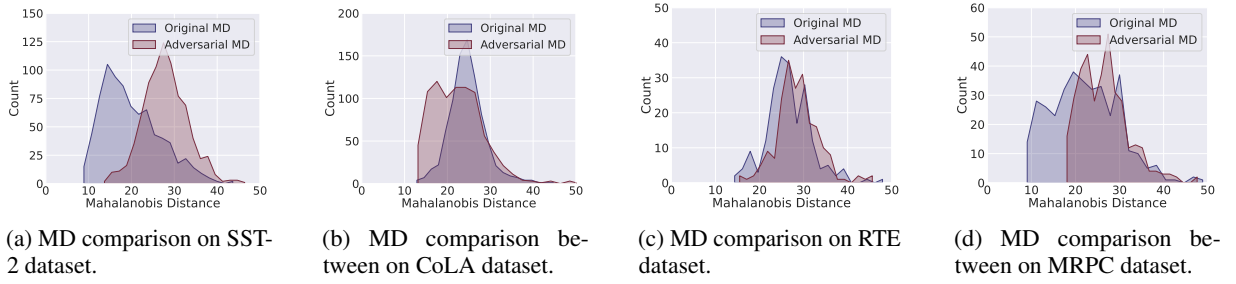 150
125
100
75
50
25
0
Count
0 10 20 30 40 50
Mahalanobis Distance
Original MD
Adversarial MD
200
150
100
50
0
Count
0 10 20 30 40 50
Mahalanobis Distance
Original MD
Adversarial MD
50
40
30
20
10
0
Count
0 10 20 30 40 50
Mahalanobis Distance
Original MD
Adversarial MD
60
50
40
30
20
10
0
Count
0 10 20 30 40 50
Mahalanobis Distance
Original MD
Adversarial MD
(a) MD comparison on SST-
2 dataset.
(b) MD comparison be-
tween on CoLA dataset.
(c) MD comparison on RTE
dataset.
(d) MD comparison be-
tween on MRPC dataset.